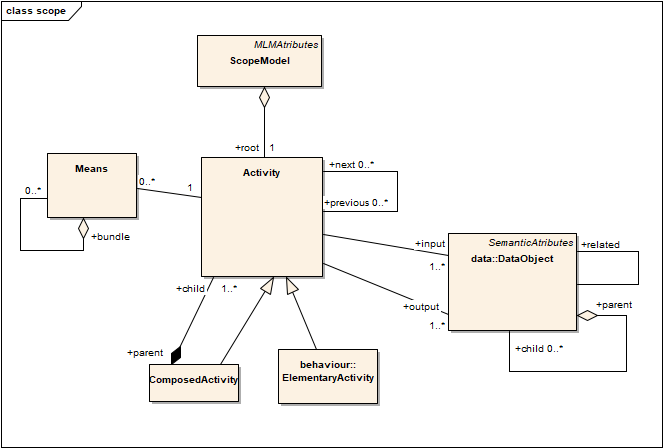 class scope
MLMAtributes
ScopeModel
+root 1
Means
0..*
0..*
1
+bundle
Activity
+next 0..*
+previous 0..*
+input
1..*
+output
1..*
SemanticAtributes
data::DataObject
+related
+parent
+child 0..*
+child 1..*
+parent
ComposedActivity
behaviour::
ElementaryActivity